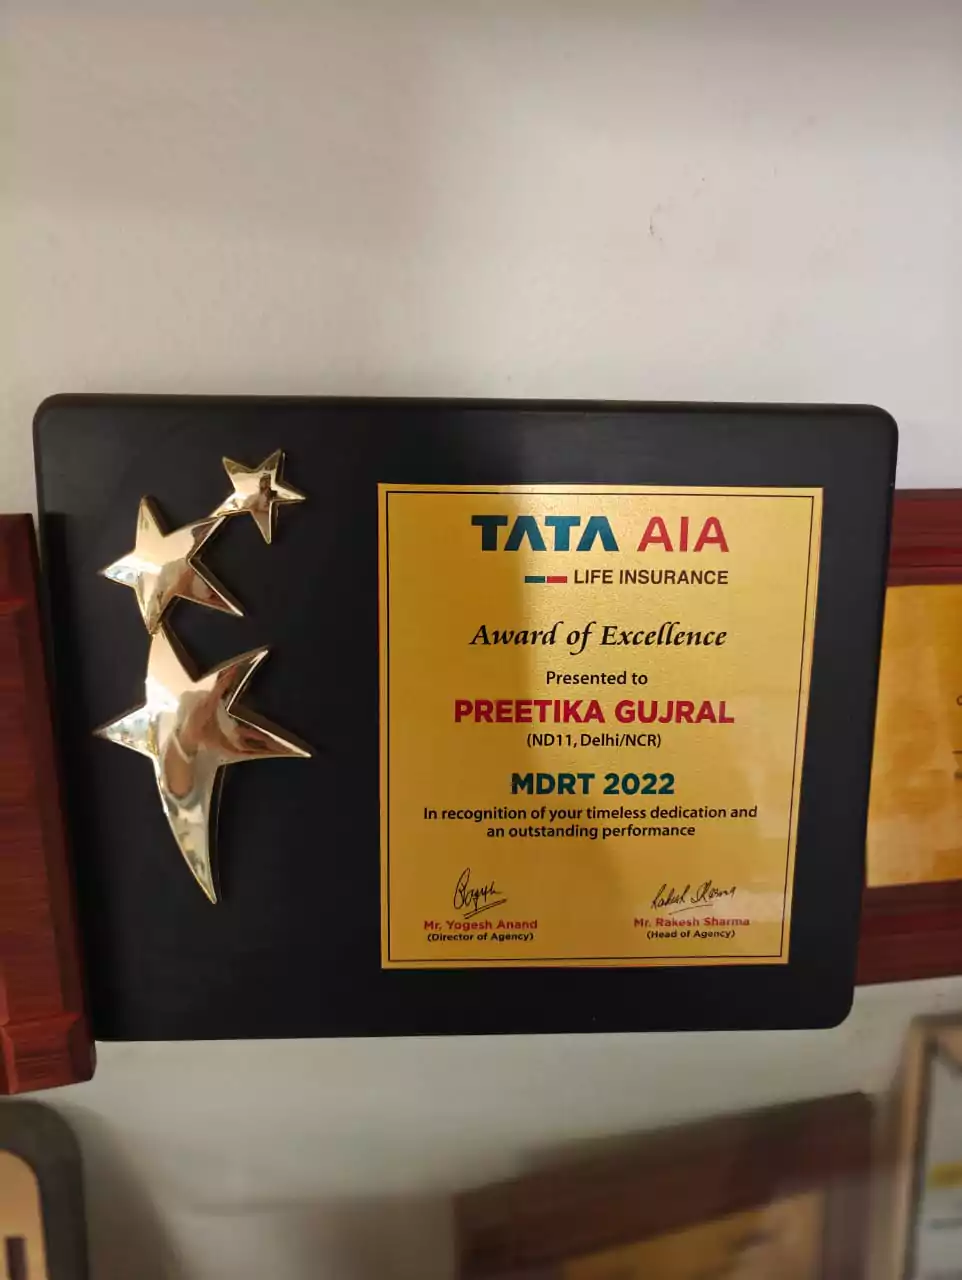 TATA AIA
LIFE INSURANCE
Award of Excellence
Presented to
PREETIKA GUJRAL
(ND11, Delhi/NCR)
MDRT 2022
In recognition of your timeless dedication and
an outstanding performance
Mr. Yogesh Anand
(Director of Agency)
Rakesh Sharma
Mr. Rakesh Sharma
(Head of Agency)